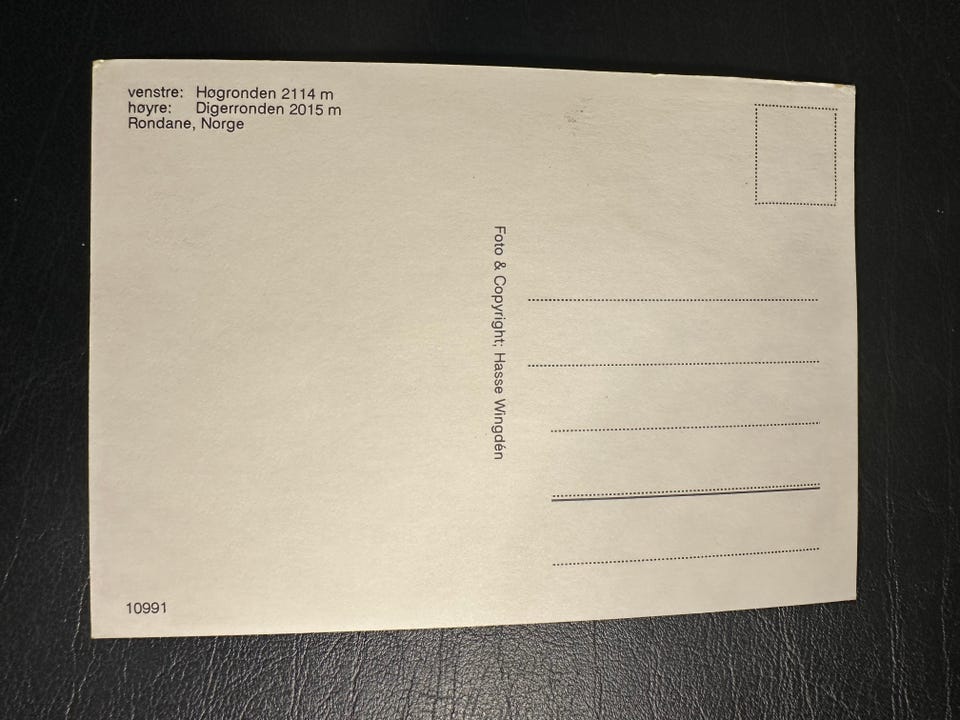 venstre: Høgronden 2114 m
høyre: Digerronden 2015 m
Rondane, Norge
Foto & Copyright; Hasse Wingdén
10991